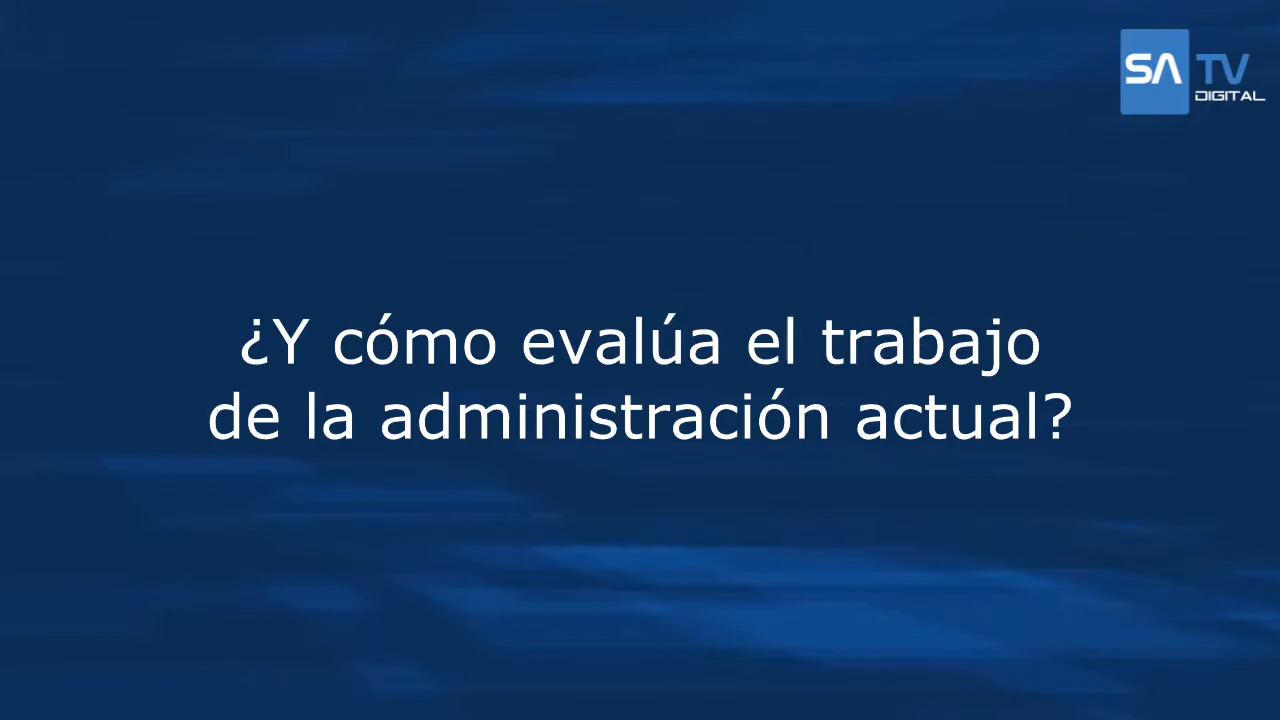 SA TV
DIGITAL
¿Y cómo evalúa el trabajo
de la administración actual?